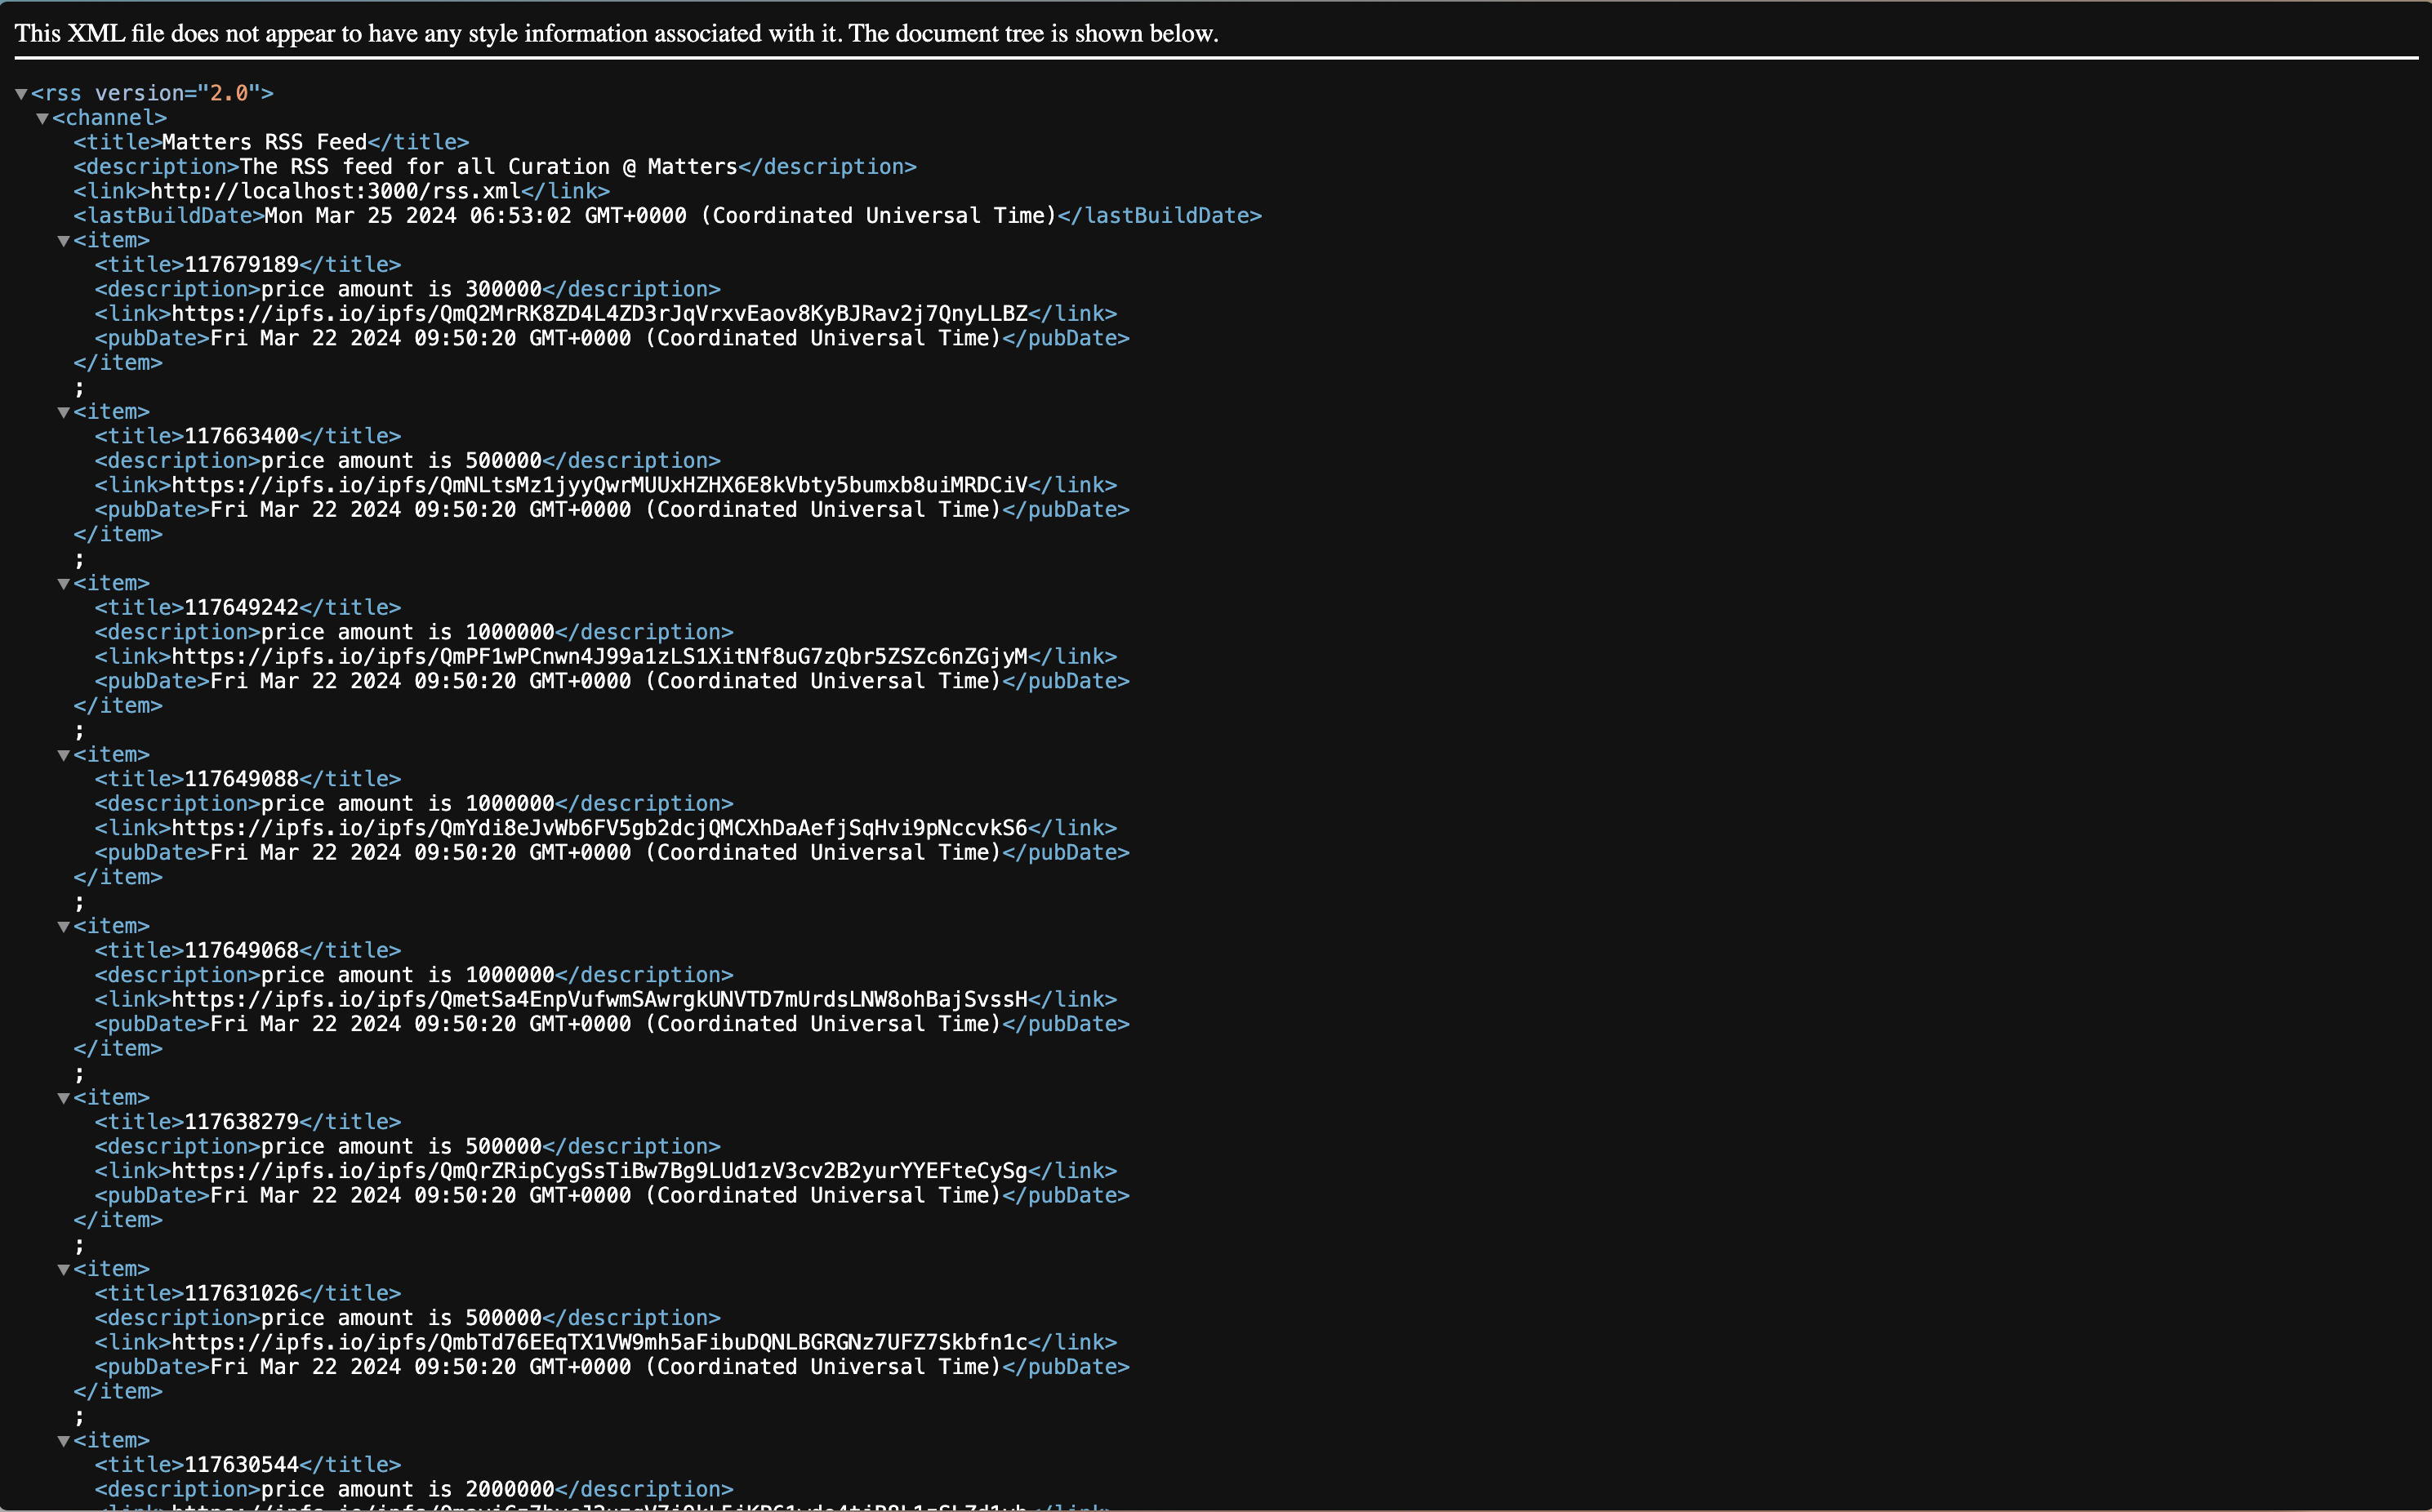 This XML file does not appear to have any style information associated with it. The document tree is shown below.
▼<rss version="2.0">
▼<channel>
<title>Matters RSS Feed</title>
<description>The RSS feed for all Curation @ Matters</description>
<link>http://localhost:3000/rss.xml</link>
<lastBuildDate>Mon Mar 25 2024 06:53:02 GMT+0000 (Coordinated Universal Time)</lastBuildDate>
▼<item>
<title>117679189</title>
<description>price amount is 300000</description>
<link>https://ipfs.io/ipfs/QmQ2MrRK8ZD4L4ZD3rJqVrxvEaov8KyBJRav2j7QnyLLBZ</link>
<pubDate>Fri Mar 22 2024 09:50:20 GMT+0000 (Coordinated Universal Time)</pubDate>
</item>
;
▼<item>
<title>117663400</title>
<description>price amount is 500000</description>
<link>https://ipfs.io/ipfs/QmNLtsMz1jyyQwrMUUxHZHX6E8kVbty5bumxb8uiMRDCiV</link>
<pubDate>Fri Mar 22 2024 09:50:20 GMT+0000 (Coordinated Universal Time)</pubDate>
</item>
;
▼<item>
<title>117649242</title>
<description>price amount is 1000000</description>
<link>https://ipfs.io/ipfs/QmPF1wPCnwn4J99a1zLS1XitNf8uG7zQbr5ZSZc6nZGjyM</link>
<pubDate>Fri Mar 22 2024 09:50:20 GMT+0000 (Coordinated Universal Time)</pubDate>
</item>
;
▼<item>
<title>117649088</title>
<description>price amount is 1000000</description>
<link>https://ipfs.io/ipfs/QmYdi8eJvWb6FV5gb2dcjQMCXhDaAefjSqHvi9pNccvkS6</link>
<pubDate>Fri Mar 22 2024 09:50:20 GMT+0000 (Coordinated Universal Time)</pubDate>
</item>
;
▼<item>
<title>117649068</title>
<description>price amount is 1000000</description>
<link>https://ipfs.io/ipfs/QmetSa4EnpVufwmSAwrgkUNVTD7mUrdsLNW8ohBajSvssH</link>
<pubDate>Fri Mar 22 2024 09:50:20 GMT+0000 (Coordinated Universal Time)</pubDate>
</item>
;
▼<item>
<title>117638279</title>
<description>price amount is 500000</description>
<link>https://ipfs.io/ipfs/QmQrZRipCygSsTiBw7Bg9LUd1zV3cv2B2yurYYEFteCySg</link>
<pubDate>Fri Mar 22 2024 09:50:20 GMT+0000 (Coordinated Universal Time)</pubDate>
</item>
;
▼<item>
<title>117631026</title>
<description>price amount is 500000</description>
<link>https://ipfs.io/ipfs/QmbTd76EEqTX1VW9mh5aFibuDQNLBGRGNz7UFZ7Skbfn1c</link>
<pubDate>Fri Mar 22 2024 09:50:20 GMT+0000 (Coordinated Universal Time)</pubDate>
</item>
;
▼<item>
<title>117630544</title>
<description>price amount is 2000000</description>